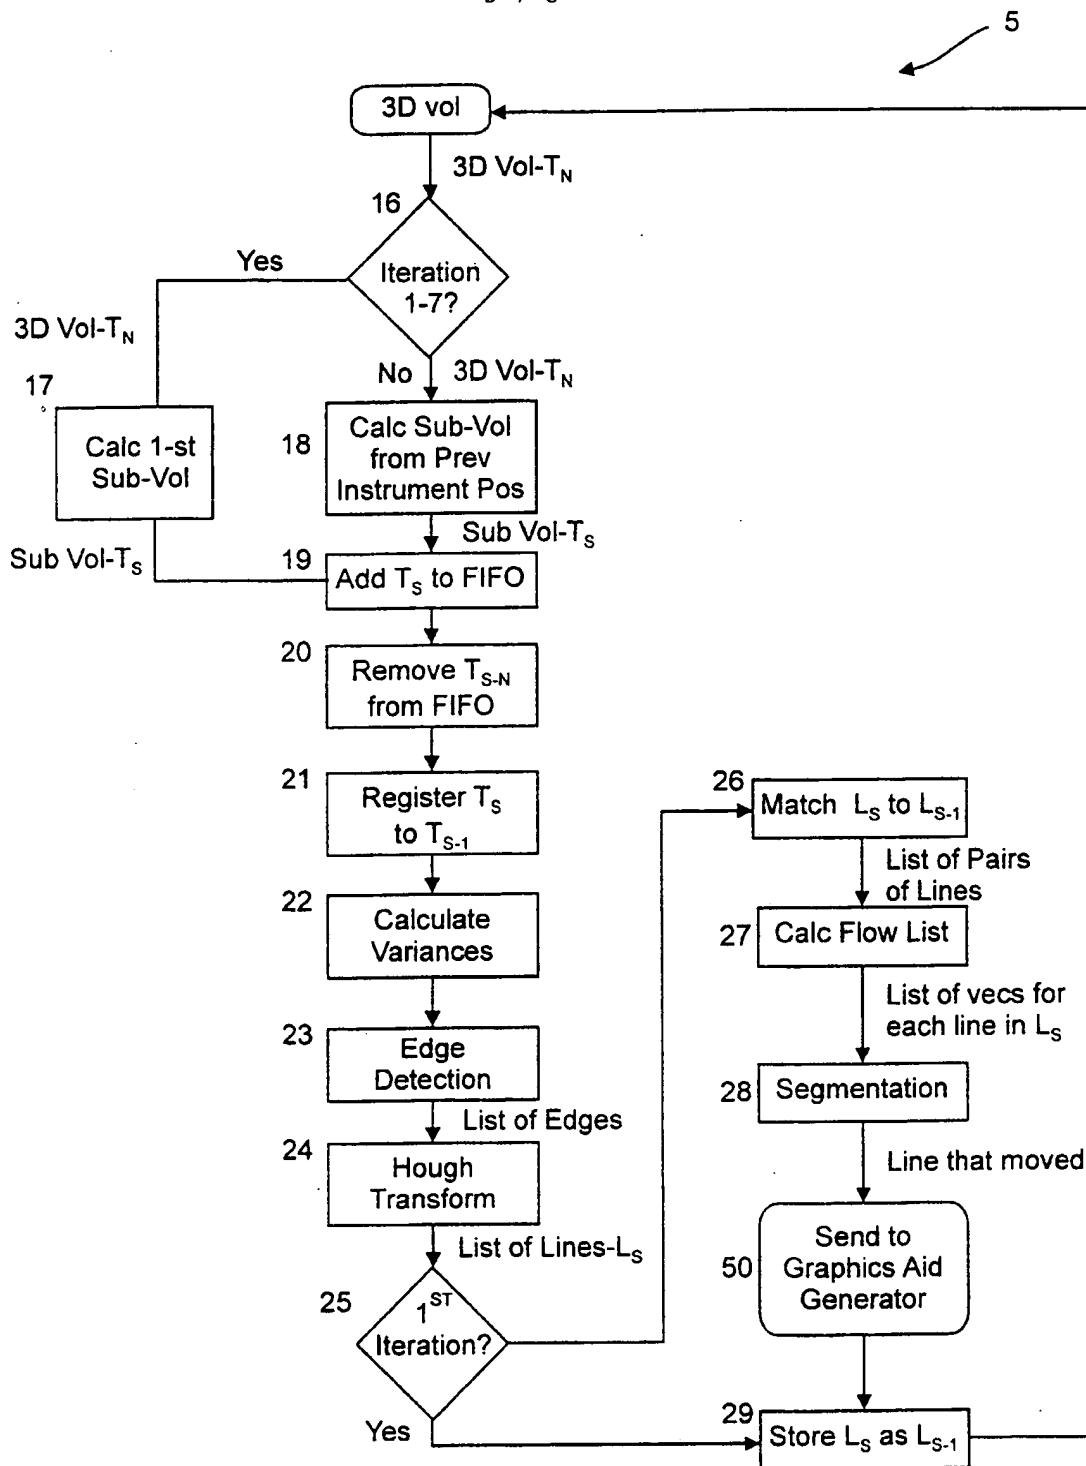 5
3D vol
3D Vol-T_N
16
Yes
Iteration
1-7?
3D Vol-T_N
No
3D Vol-T_N
17
Calc 1-st
Sub-Vol
18
Calc Sub-Vol
from Prev
Instrument Pos
Sub Vol-T_S
Sub Vol-T_S
19
Add T_S to FIFO
20
Remove T_S-N
from FIFO
21
Register T_S
to T_S-1
22
Calculate
Variances
23
Edge
Detection
List of Edges
24
Hough
Transform
List of Lines-L_S
25
1ST
Iteration?
Yes
26
Match L_S to L_S-1
List of Pairs
of Lines
27
Calc Flow List
List of vecs for
each line in L_S
28
Segmentation
Line that moved
50
Send to
Graphics Aid
Generator
29
Store L_S as L_S-1